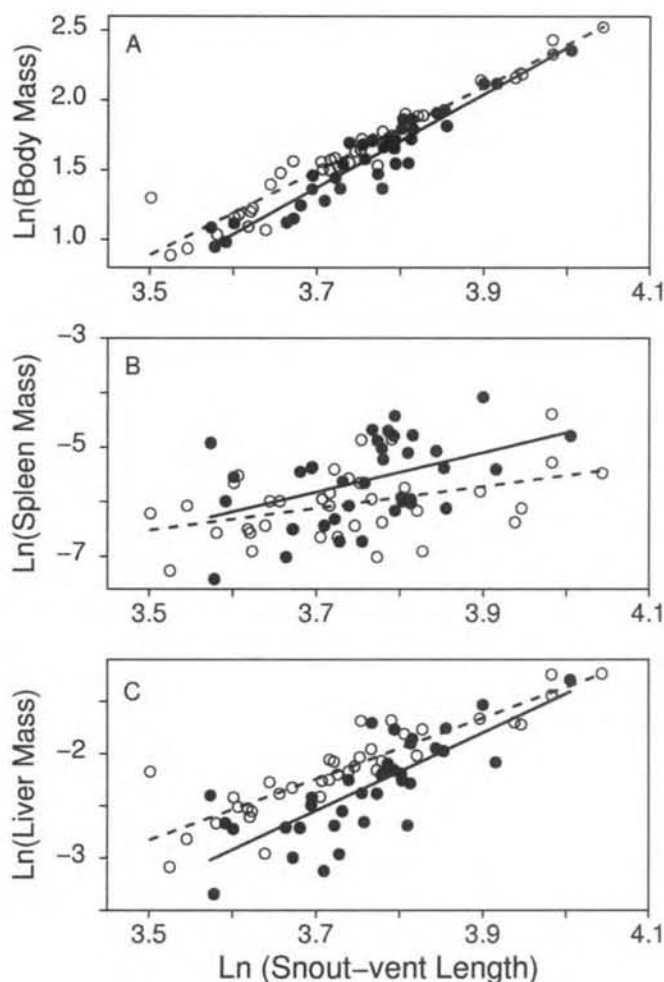 A
Ln(Body Mass)
2.5
2.0
1.5
1.0
3.5 3.7 3.9 4.1
B
Ln(Spleen Mass)
−3
−5
−7
3.5 3.7 3.9 4.1
C
Ln(Liver Mass)
−2
−3
3.5 3.7 3.9 4.1
Ln (Snout−vent Length)